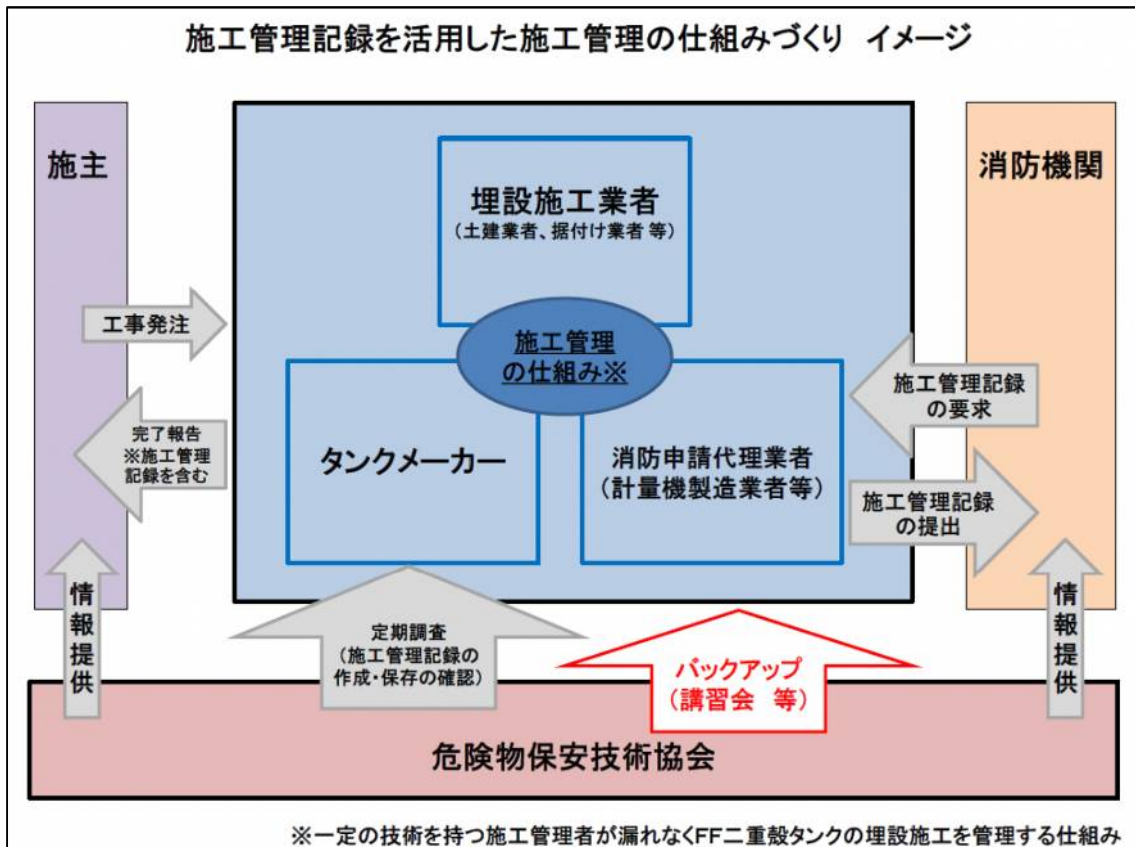 施工管理記録を活用した施工管理の仕組みづくり イメージ
施主
消防機関
埋設施工業者
（土建業者、据付け業者 等）
工事発注
施工管理
の仕組み※
施工管理記録
の要求
完了報告
※施工管理
記録を含む
タンクメーカー
消防申請代理業者
（計量機製造業者等）
施工管理記録
の提出
情報提供
定期調査
（施工管理記録の
作成・保存の確認）
バックアップ
（講習会 等）
情報提供
危険物保安技術協会
※一定の技術を持つ施工管理者が漏れなくFF二重殻タンクの埋設施工を管理する仕組み